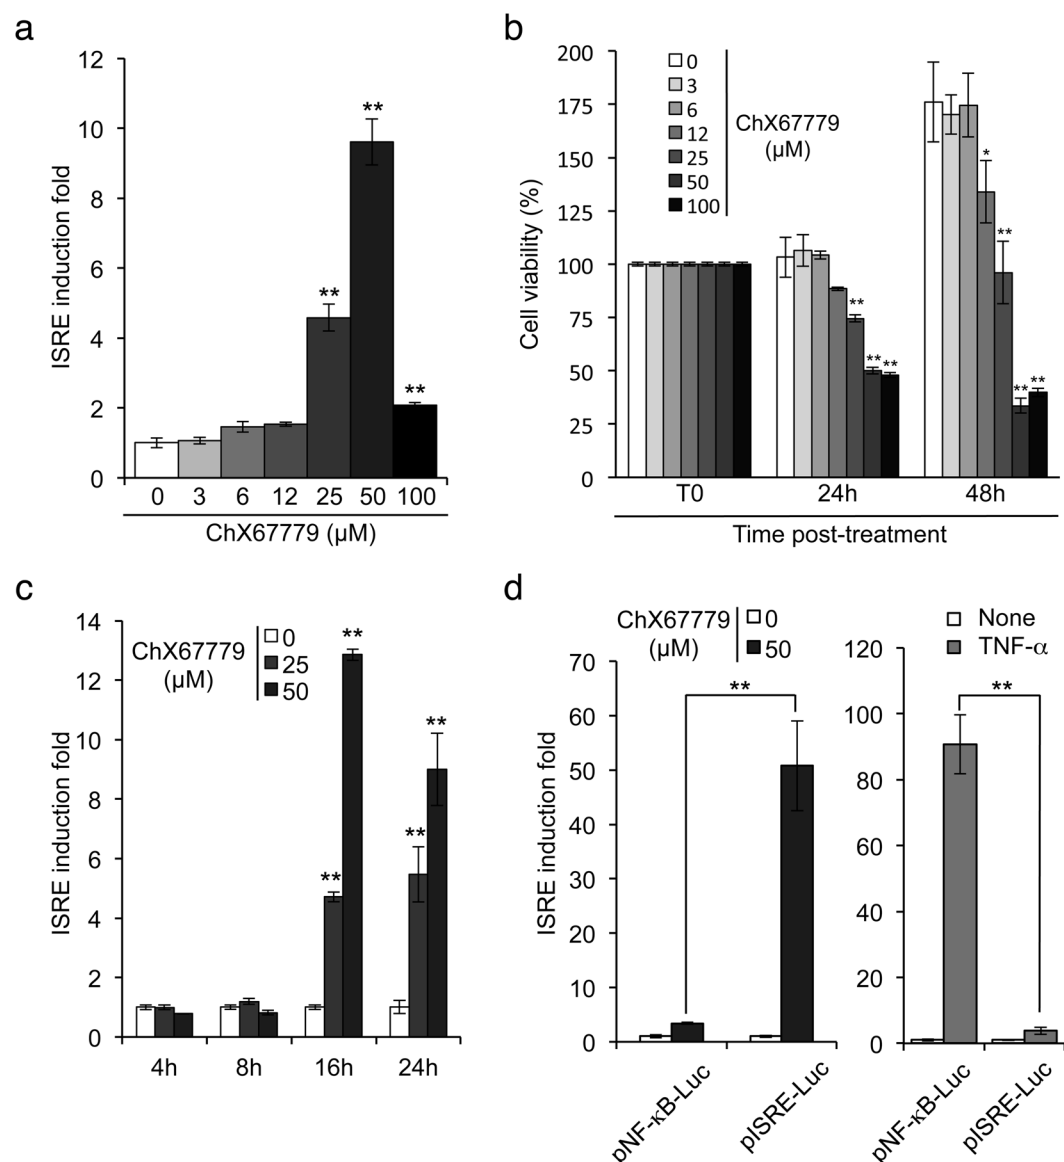 a
12
10
8
6
4
2
0
ISRE induction fold
**
**
**
0 3 6 12 25 50 100
ChX67779 (μM)
b
200
175
150
125
100
75
50
25
0
Cell viability (%)
0
3
6
12
25
50
100
ChX67779
(μM)
**
**
**
*
**
**
**
T0 24h 48h
Time post-treatment
c
14
12
10
8
6
4
2
0
ISRE induction fold
ChX67779
(μM)
0
25
50
**
**
**
**
4h 8h 16h 24h
d
ChX67779
(μM)
0
50
70
60
50
40
30
20
10
0
ISRE induction fold
**
pNF-κB-Luc
pISRE-Luc
None
TNF-α
120
100
80
60
40
20
0
**
pNF-κB-Luc
pISRE-Luc